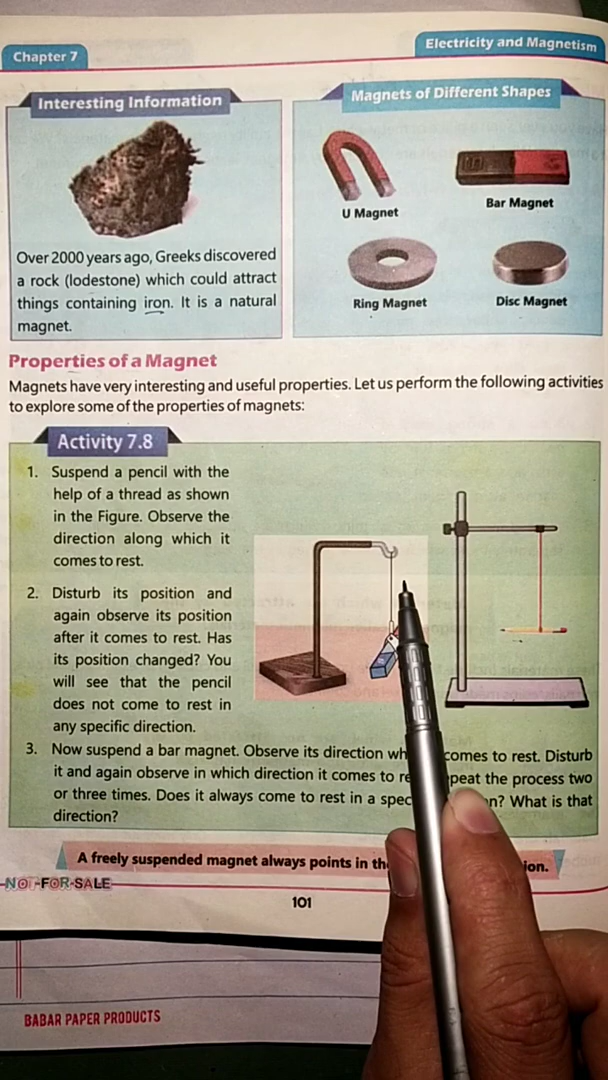 Chapter 7
Electricity and Magnetism
Interesting Information
Over 2000 years ago, Greeks discovered
a rock (lodestone) which could attract
things containing iron. It is a natural
magnet.
Magnets of Different Shapes
U Magnet
Bar Magnet
Ring Magnet
Disc Magnet
Properties of a Magnet
Magnets have very interesting and useful properties. Let us perform the following activities
to explore some of the properties of magnets:
Activity 7.8
1. Suspend a pencil with the
help of a thread as shown
in the Figure. Observe the
direction along which it
comes to rest.
2. Disturb its position and
again observe its position
after it comes to rest. Has
its position changed? You
will see that the pencil
does not come to rest in
any specific direction.
3. Now suspend a bar magnet. Observe its direction wh comes to rest. Disturb
it and again observe in which direction it comes to re peat the process two
or three times. Does it always come to rest in a spec n? What is that
direction?
A freely suspended magnet always points in th ion.
NOT-FOR-SALE
101
BABAR PAPER PRODUCTS